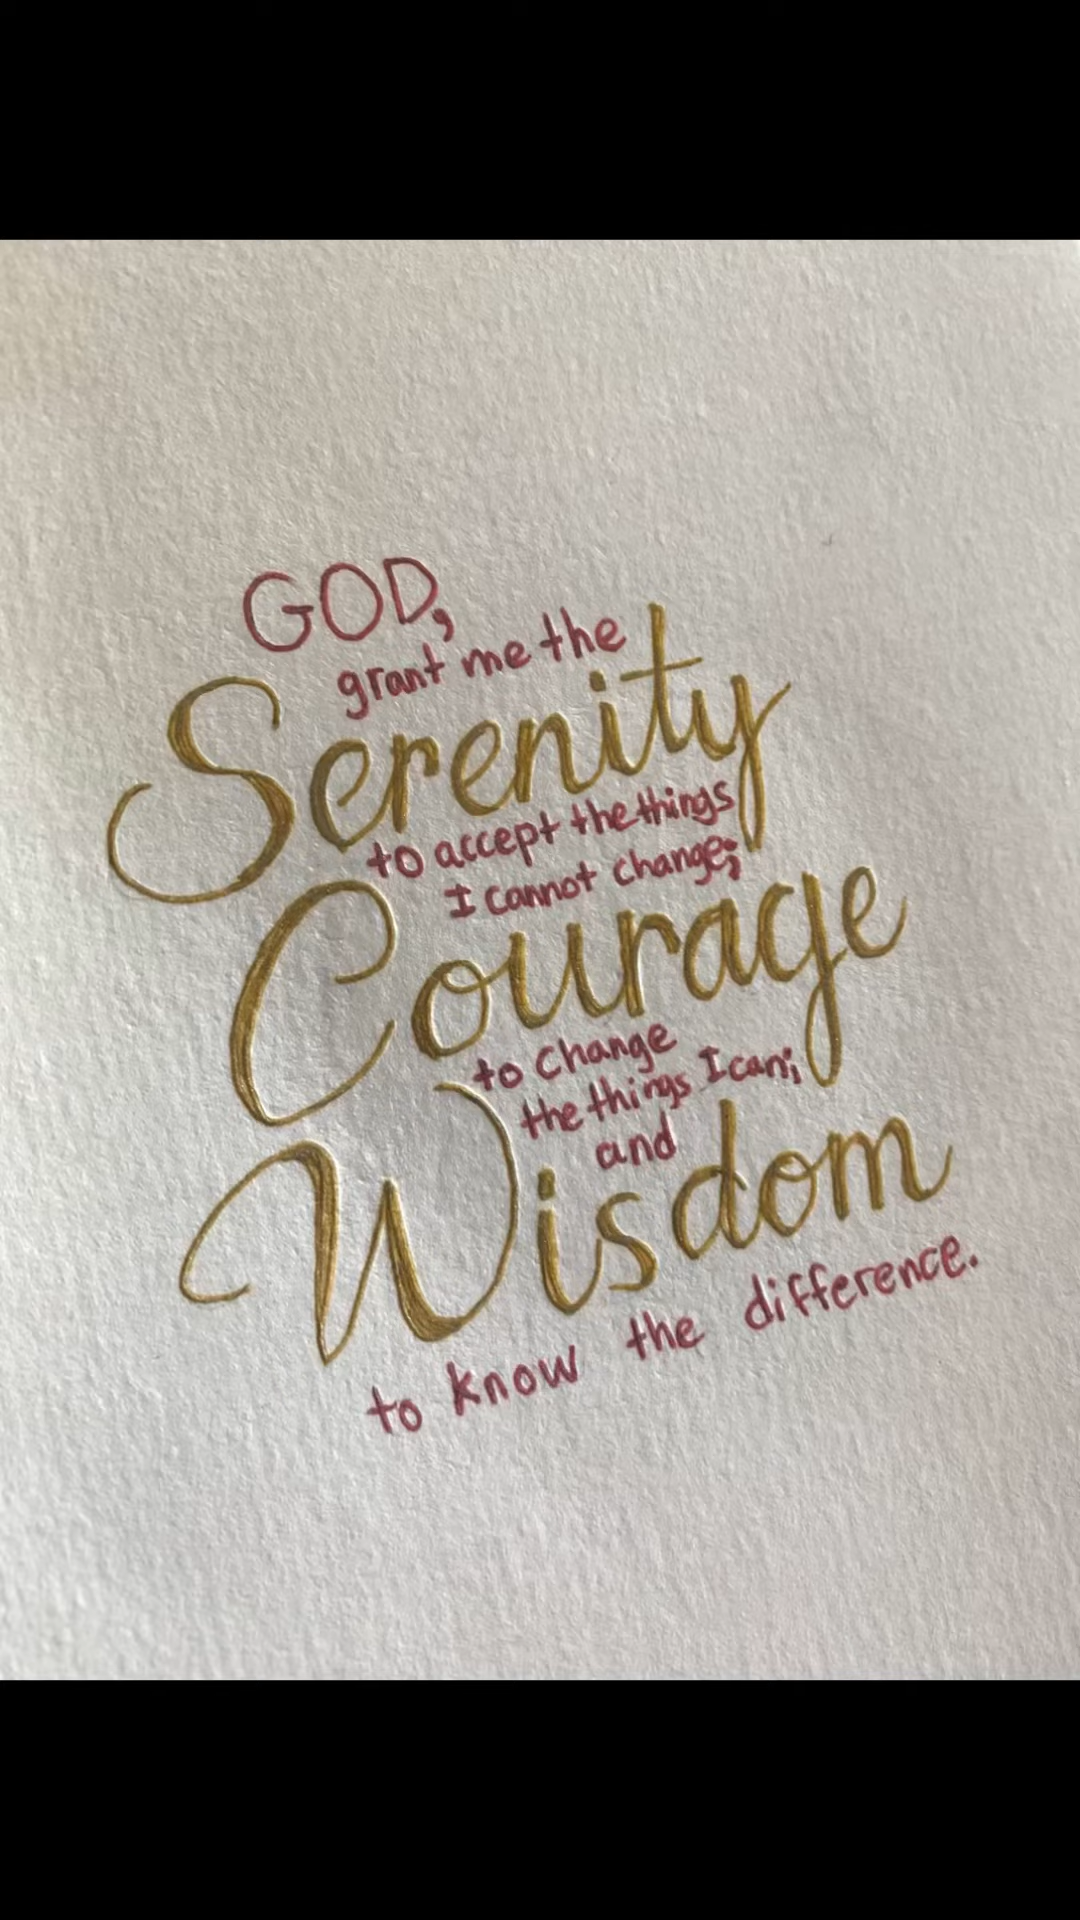 GOD,
grant me the
Serenity
to accept the things
I cannot change;
Courage
to change
the things I can;
and
Wisdom
to know the difference.